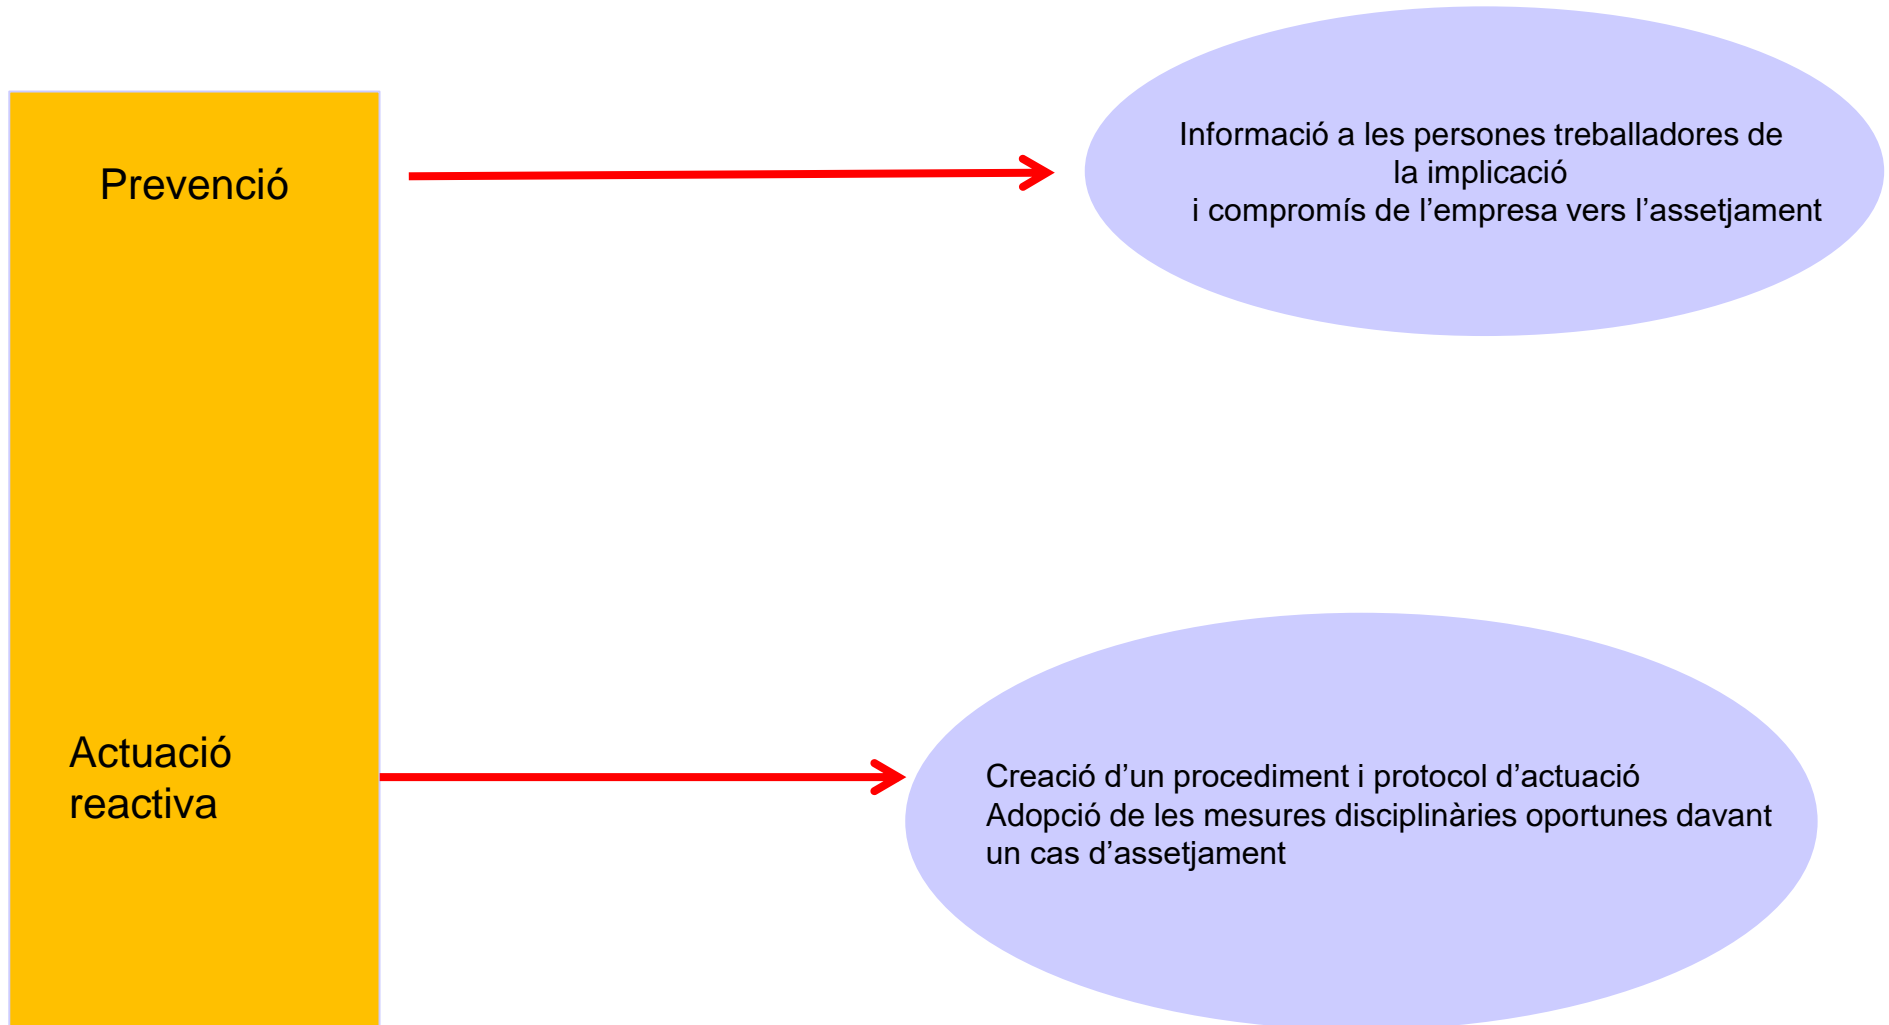 Prevenció
Informació a les persones treballadores de
la implicació
i compromís de l’empresa vers l’assetjament
Actuació
reactiva
Creació d’un procediment i protocol d’actuació
Adopció de les mesures disciplinàries oportunes davant
un cas d’assetjament